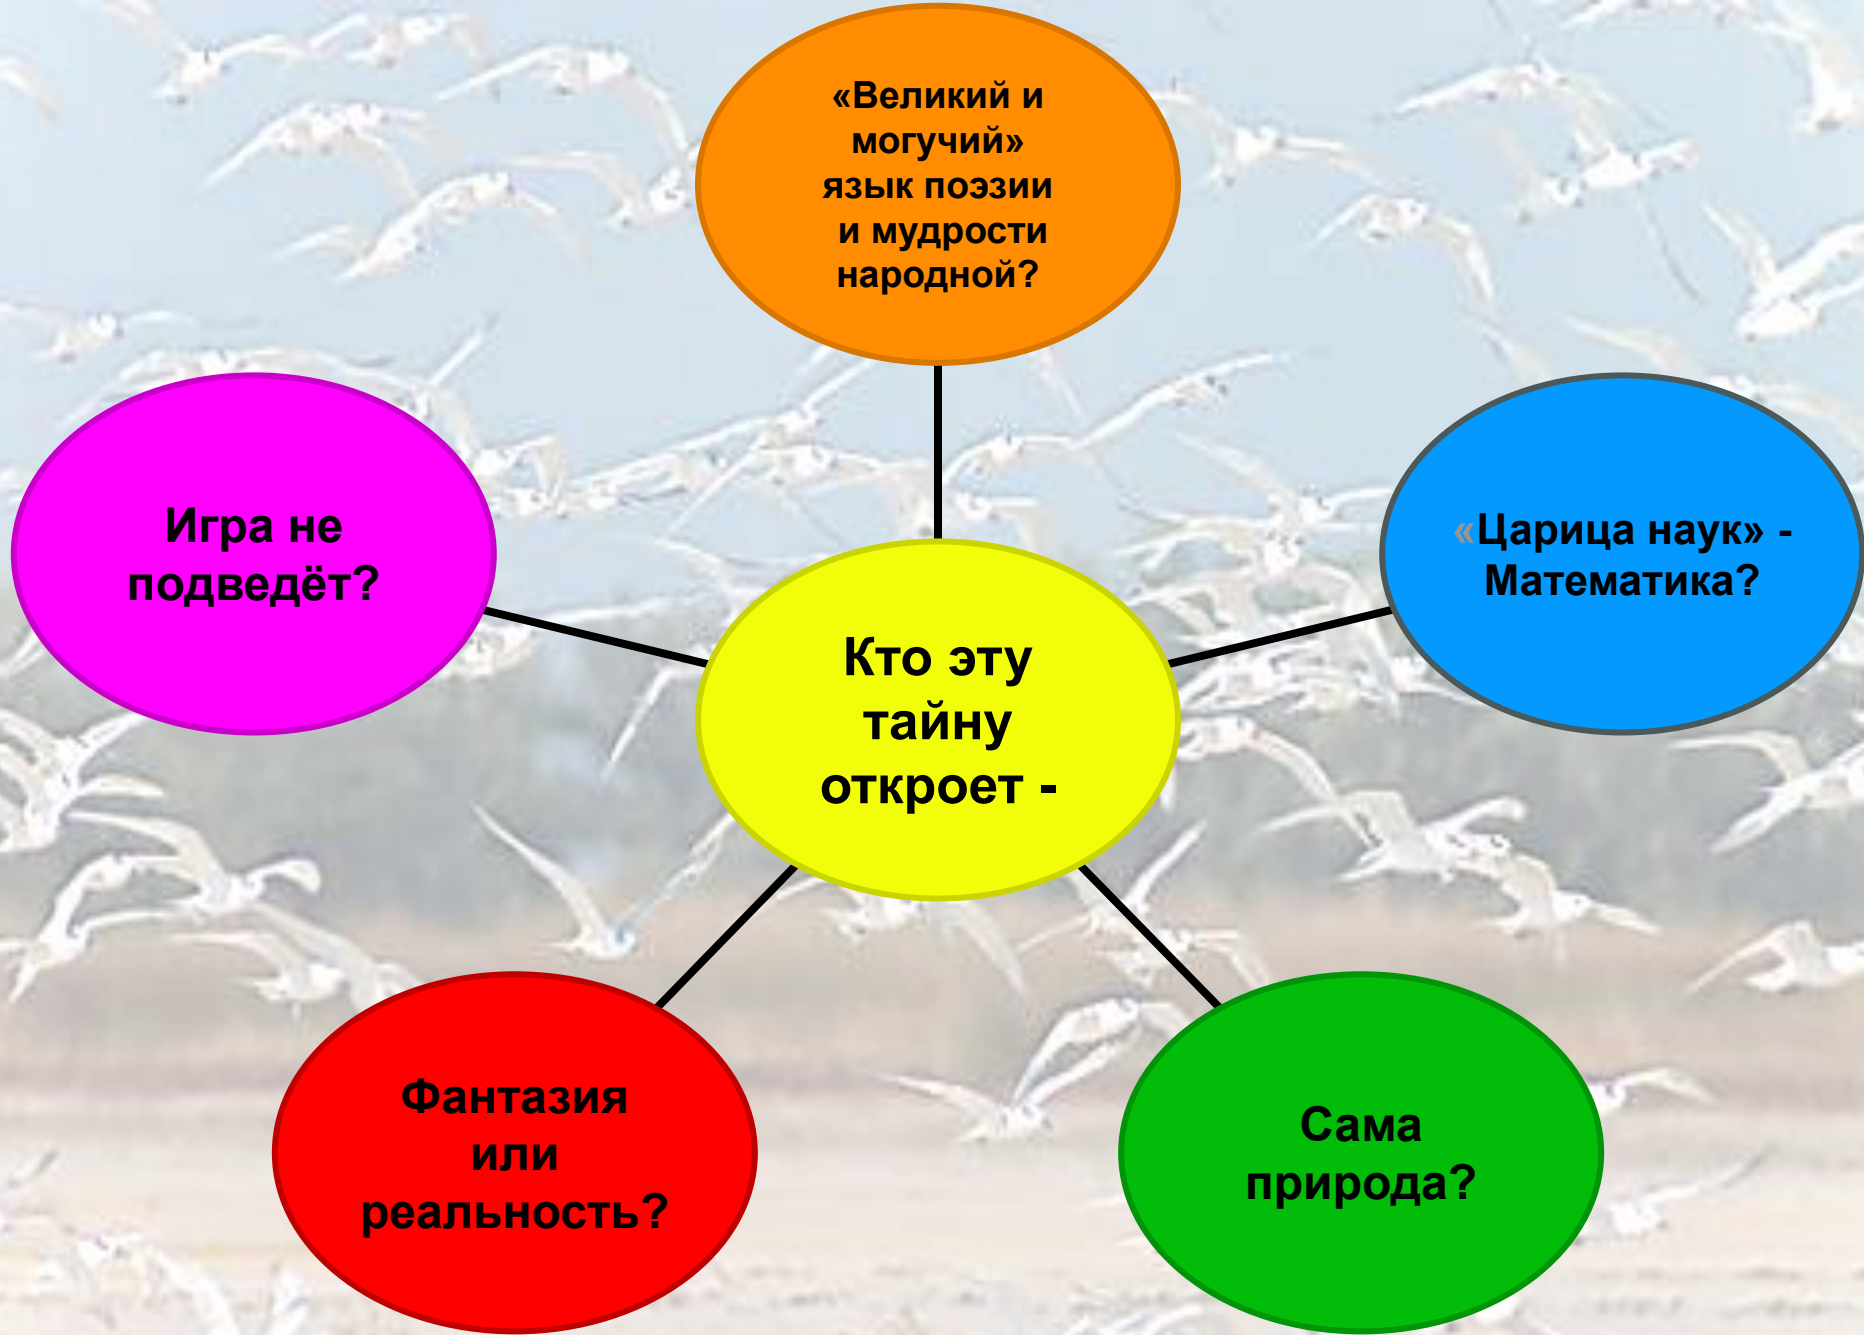 «Великий и
могучий»
язык поэзии
и мудрости
народной?
Игра не
подведёт?
«Царица наук» -
Математика?
Кто эту
тайну
откроет -
Фантазия
или
реальность?
Сама
природа?